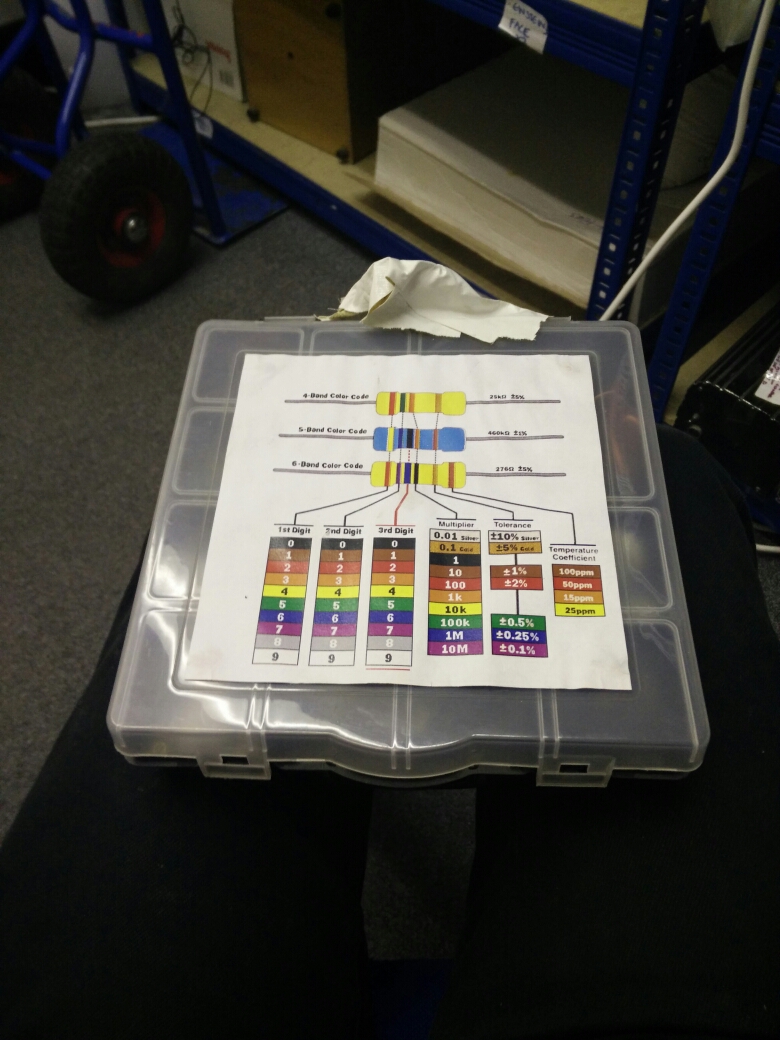 4-Band Color Code 25kΩ ±5%
5-Band Color Code 460kΩ ±1%
6-Band Color Code 276Ω ±5%
1st Digit 2nd Digit 3rd Digit Multiplier Tolerance Temperature Coefficient
0 0 0 0.01 Silver ±10% Silver
1 1 1 0.1 Gold ±5% Gold
2 2 2 1
3 3 3 10 ±1% 100ppm
4 4 4 100 ±2% 50ppm
5 5 5 1k 15ppm
6 6 6 10k 25ppm
7 7 7 100k ±0.5%
8 8 8 1M ±0.25%
9 9 9 10M ±0.1%